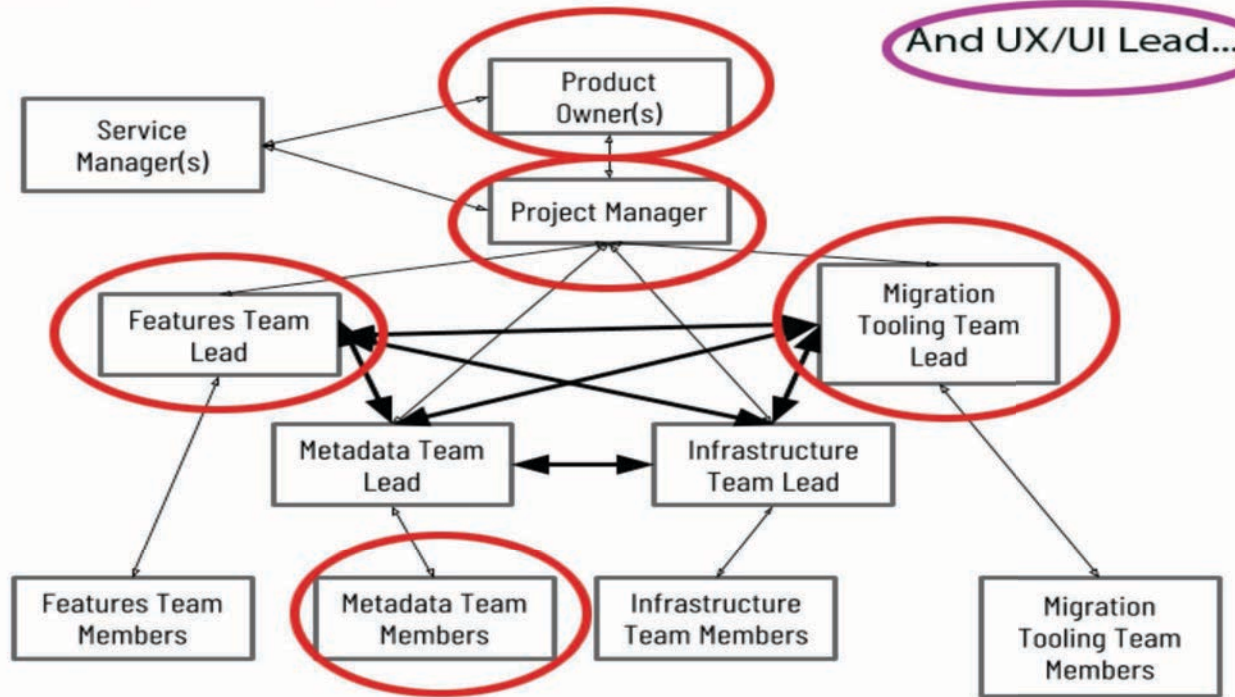 And UX/UI Lead...
Product
Owner(s)
Service
Manager(s)
Project Manager
Features Team
Lead
Migration
Tooling Team
Lead
Metadata Team
Lead
Infrastructure
Team Lead
Features Team
Members
Metadata Team
Members
Infrastructure
Team Members
Migration
Tooling Team
Members